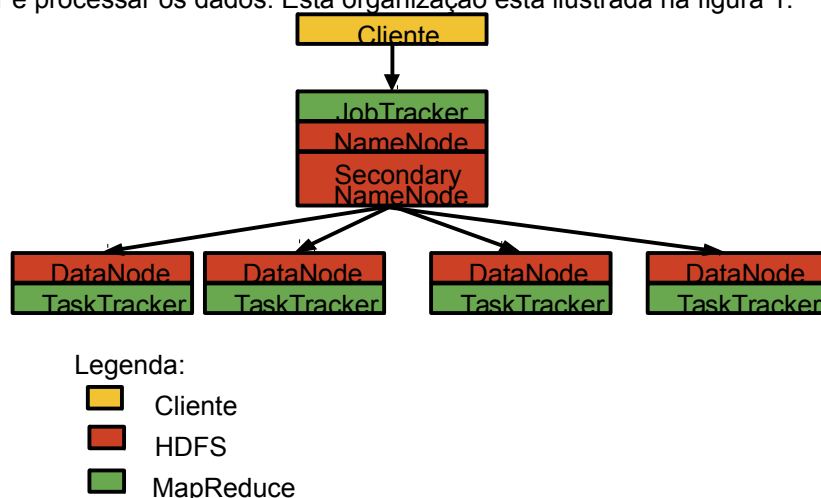 e processar os dados. Esta organização está ilustrada na figura 1.
Cliente
JobTracker
NameNode
Secondary
NameNode
DataNode DataNode DataNode DataNode
TaskTracker TaskTracker TaskTracker TaskTracker
Legenda:
Cliente
HDFS
MapReduce